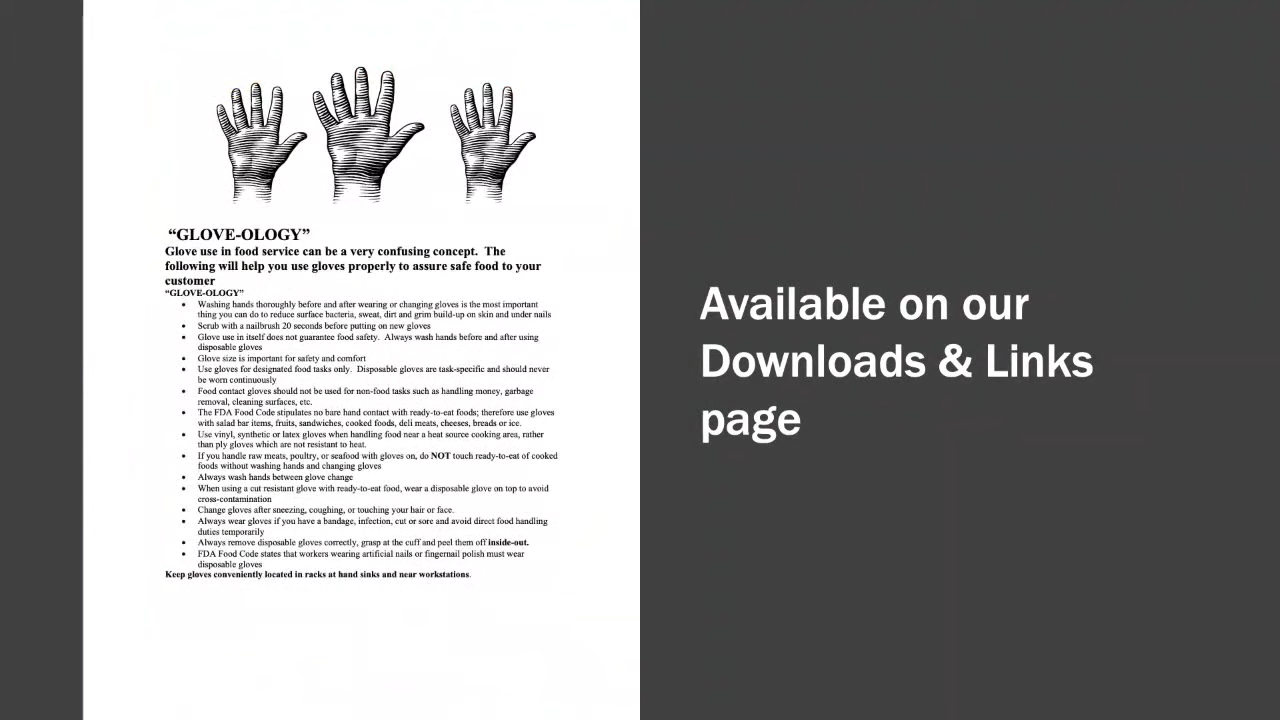 “GLOVE-OLOGY”
Glove use in food service can be a very confusing concept.  The
following will help you use gloves properly to assure safe food to your
customer
“GLOVE-OLOGY”
• Washing hands thoroughly before and after wearing or changing gloves is the most important
thing you can do to reduce surface bacteria, sweat, dirt and grim build-up on skin and under nails
• Scrub with a nailbrush 20 seconds before putting on new gloves
• Glove use in itself does not guarantee food safety.  Always wash hands before and after using
disposable gloves
• Glove size is important for safety and comfort
• Use gloves for designated food tasks only.  Disposable gloves are task-specific and should never
be worn continuously
• Food contact gloves should not be used for non-food tasks such as handling money, garbage
removal, cleaning surfaces, etc.
• The FDA Food Code stipulates no bare hand contact with ready-to-eat foods; therefore use gloves
with salad bar items, fruits, sandwiches, cooked foods, deli meats, cheeses, breads or ice.
• Use vinyl, synthetic or latex gloves when handling food near a heat source cooking area, rather
than ply gloves which are not resistant to heat.
• If you handle raw meats, poultry, or seafood with gloves on, do NOT touch ready-to-eat of cooked
foods without washing hands and changing gloves
• Always wash hands between glove change
• When using a cut resistant glove with ready-to-eat food, wear a disposable glove on top to avoid
cross-contamination
• Change gloves after sneezing, coughing, or touching your hair or face.
• Always wear gloves if you have a bandage, infection, cut or sore and avoid direct food handling
duties temporarily
• Always remove disposable gloves correctly, grasp at the cuff and peel them off inside-out.
• FDA Food Code states that workers wearing artificial nails or fingernail polish must wear
disposable gloves
Keep gloves conveniently located in racks at hand sinks and near workstations.
Available on our
Downloads & Links
page